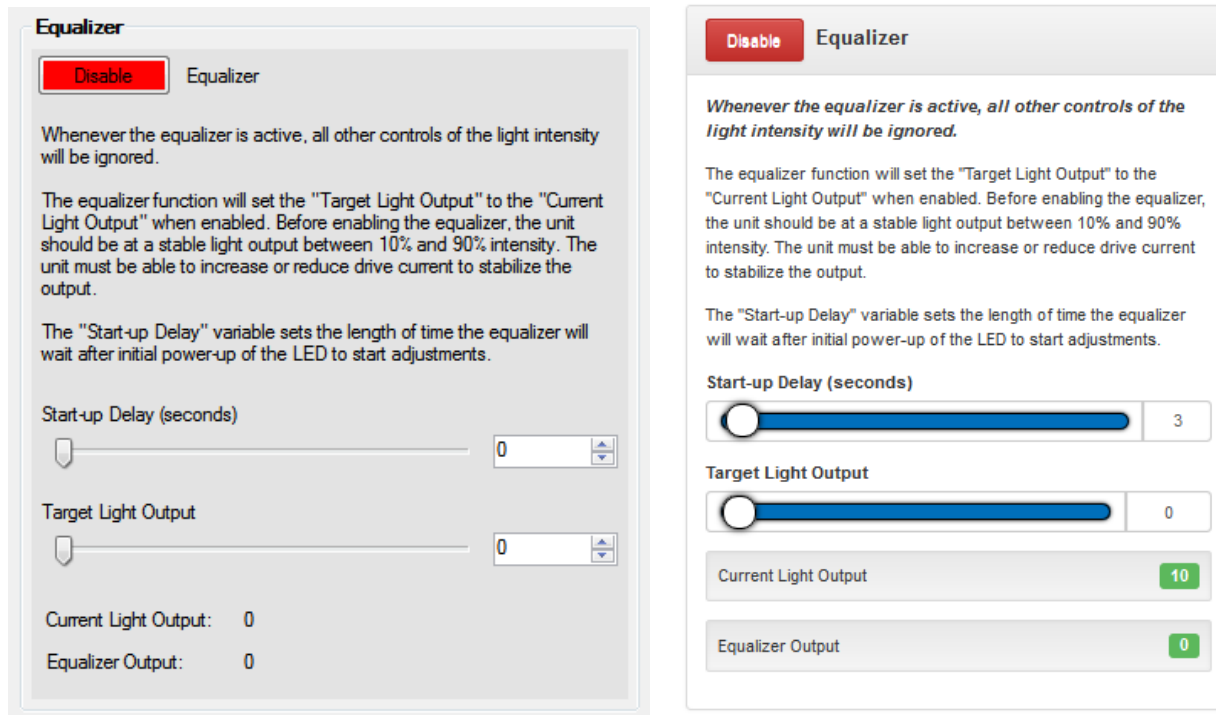 Equalizer
Disable Equalizer
Whenever the equalizer is active, all other controls of the light intensity
will be ignored.
The equalizer function will set the "Target Light Output" to the "Current
Light Output" when enabled. Before enabling the equalizer, the unit
should be at a stable light output between 10% and 90% intensity. The
unit must be able to increase or reduce drive current to stabilize the
output.
The "Start-up Delay" variable sets the length of time the equalizer will
wait after initial power-up of the LED to start adjustments.
Start-up Delay (seconds)
0
Target Light Output
0
Current Light Output: 0
Equalizer Output: 0
Disable Equalizer
Whenever the equalizer is active, all other controls of the
light intensity will be ignored.
The equalizer function will set the "Target Light Output" to the
"Current Light Output" when enabled. Before enabling the equalizer,
the unit should be at a stable light output between 10% and 90%
intensity. The unit must be able to increase or reduce drive current
to stabilize the output.
The "Start-up Delay" variable sets the length of time the equalizer
will wait after initial power-up of the LED to start adjustments.
Start-up Delay (seconds)
3
Target Light Output
0
Current Light Output 10
Equalizer Output 0